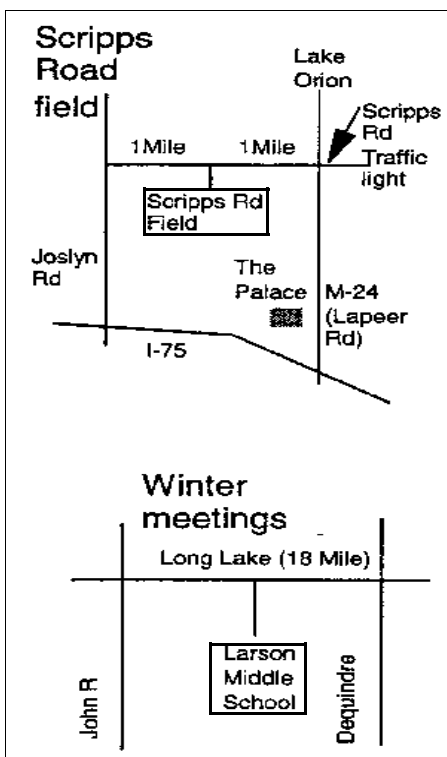 Scripps
Road
field
Lake
Orion
Scripps
Rd
Traffic
light
1Mile
1Mile
Scripps Rd
Field
Joslyn
Rd
The
Palace
M-24
(Lapeer
Rd)
I-75
Winter
meetings
Long Lake (18 Mile)
Larson
Middle
School
John R
Dequindre